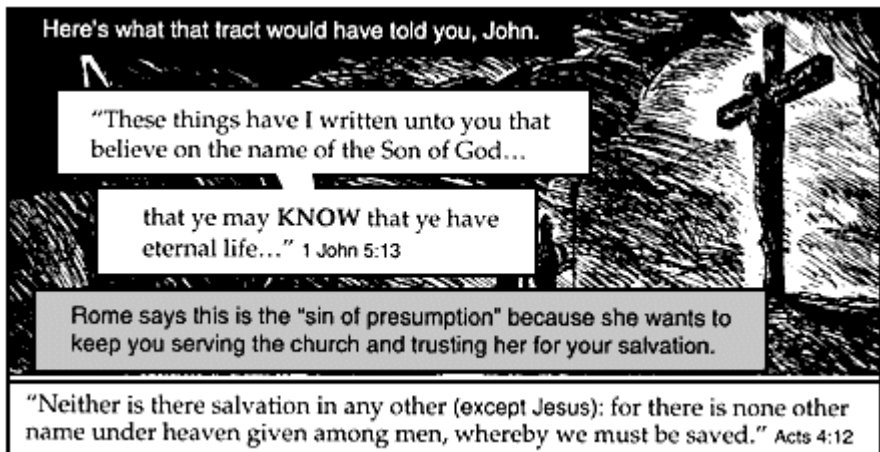 Here's what that tract would have told you, John.
“These things have I written unto you that
believe on the name of the Son of God…
that ye may KNOW that ye have
eternal life…” 1 John 5:13
Rome says this is the "sin of presumption" because she wants to
keep you serving the church and trusting her for your salvation.
“Neither is there salvation in any other (except Jesus): for there is none other
name under heaven given among men, whereby we must be saved.” Acts 4:12